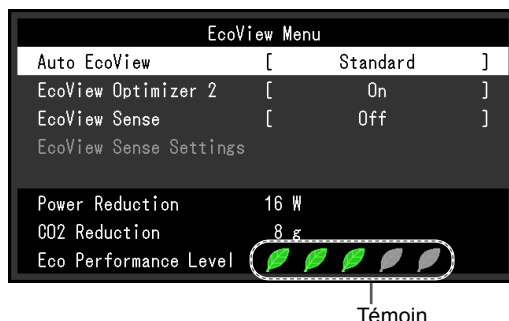 EcoView Menu
Auto EcoView [ Standard ]
EcoView Optimizer 2 [ On ]
EcoView Sense [ Off ]
EcoView Sense Settings
Power Reduction 16 W
CO2 Reduction 8 g
Eco Performance Level
Témoin